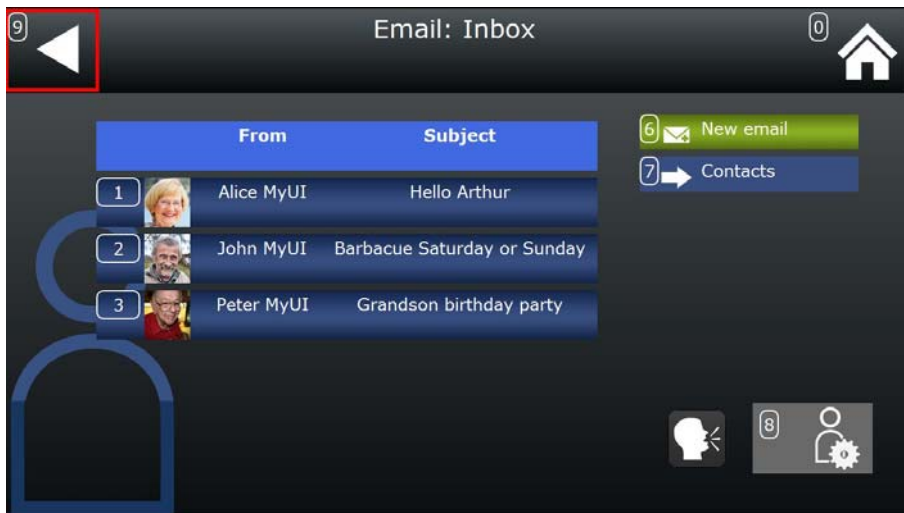 9
Email: Inbox
0
From Subject
1 Alice MyUI Hello Arthur
2 John MyUI Barbacue Saturday or Sunday
3 Peter MyUI Grandson birthday party
6 New email
7 Contacts
8